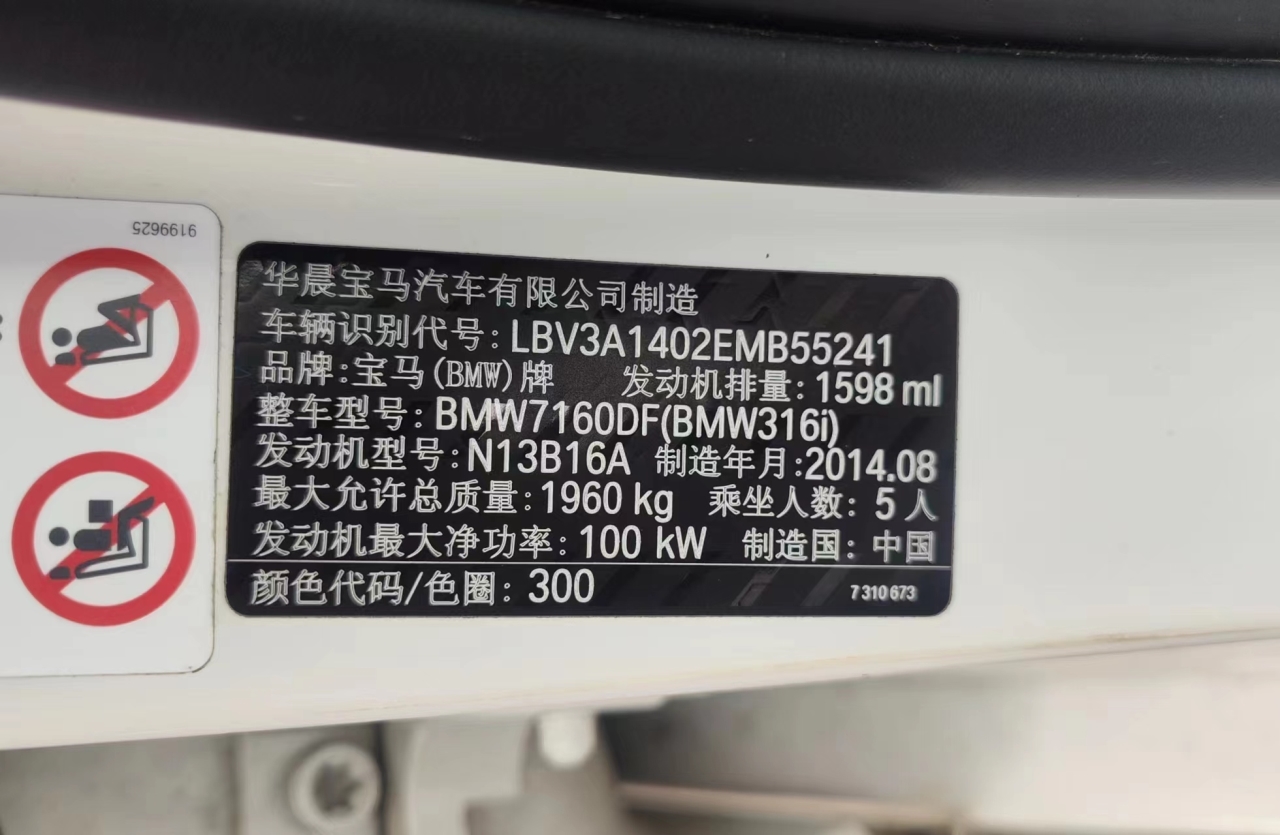 9199625
华晨宝马汽车有限公司制造
车辆识别代号: LBV3A1402EMB55241
品牌:宝马(BMW)牌 发动机排量: 1598 ml
整车型号: BMW7160DF(BMW316i)
发动机型号: N13B16A 制造年月:2014.08
最大允许总质量: 1960 kg 乘坐人数: 5 人
发动机最大净功率: 100 kW 制造国: 中国
颜色代码/色圈: 300 7 310 673